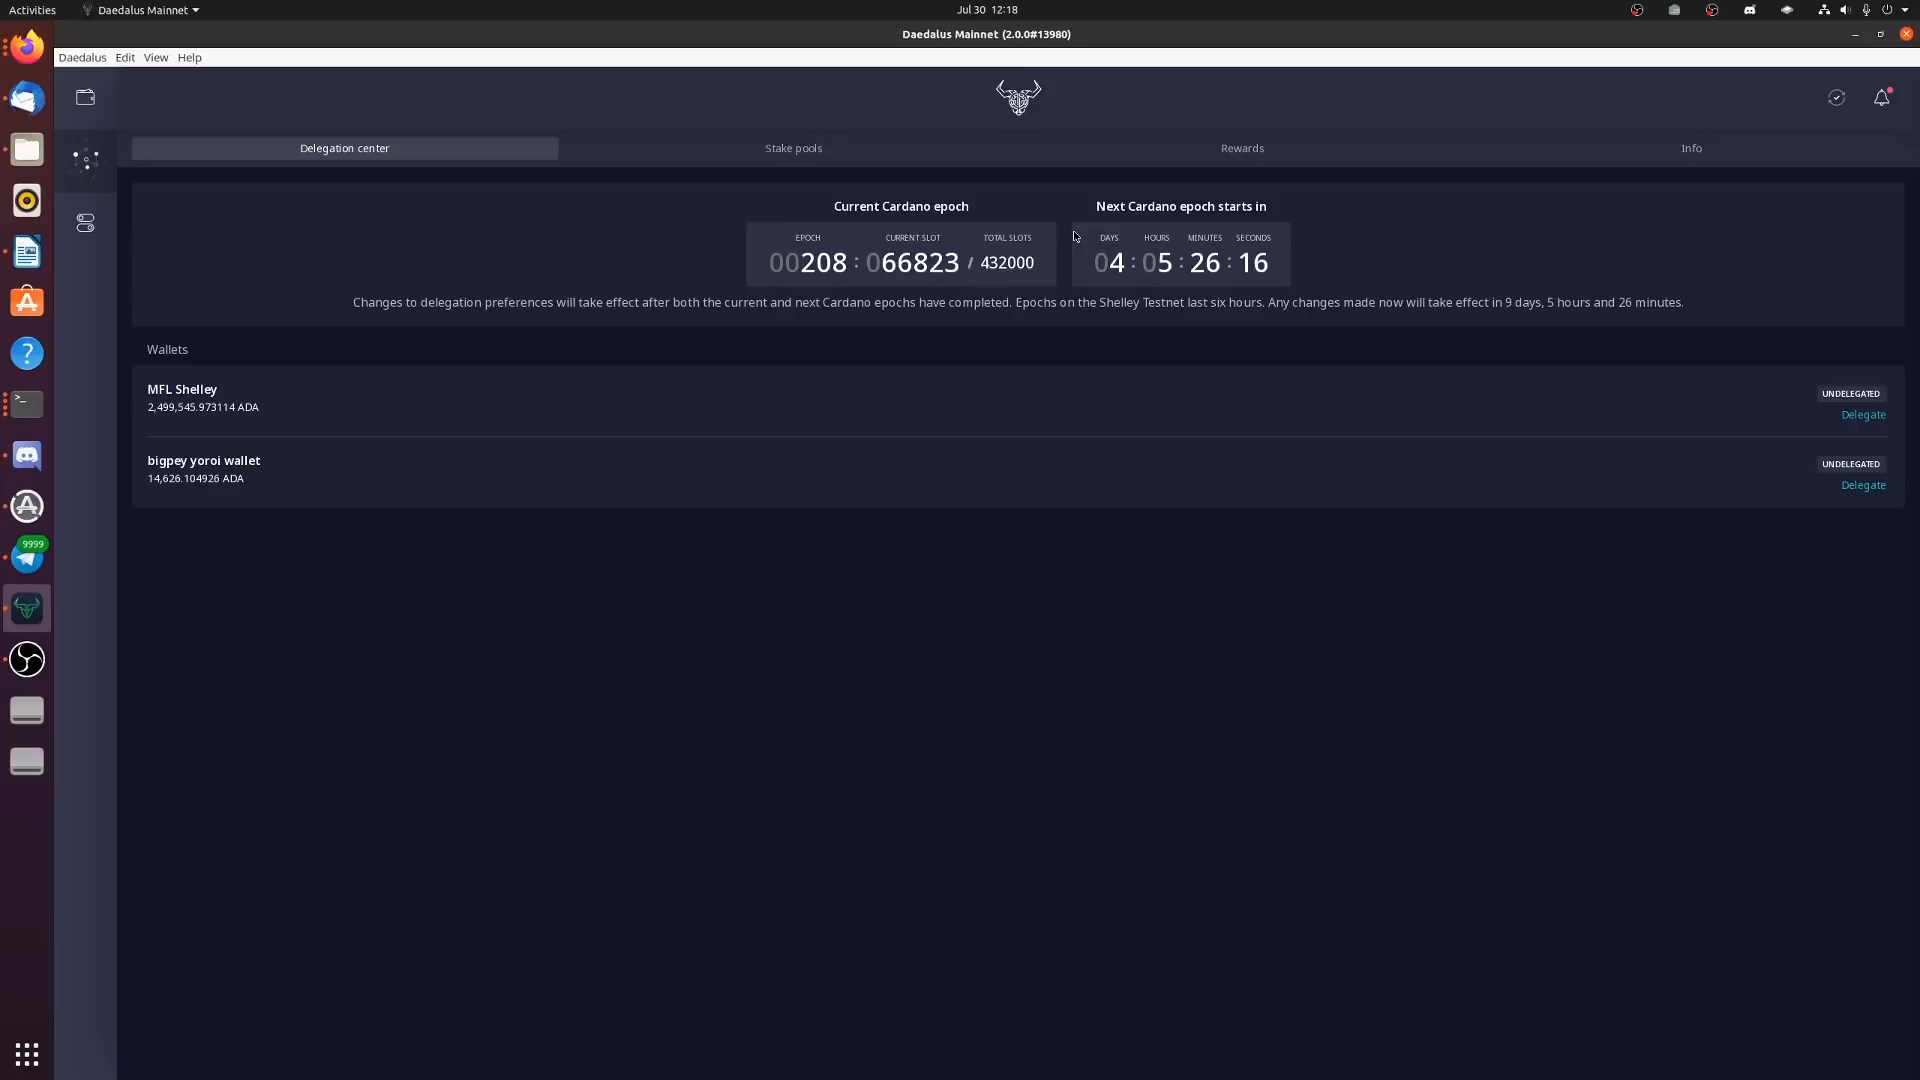 Activities
Daedalus Mainnet
Jul 30 12:18
Daedalus Mainnet (2.0.0#13980)
Daedalus Edit View Help
Delegation center
Stake pools
Rewards
Info
Current Cardano epoch
Next Cardano epoch starts in
EPOCH CURRENT SLOT TOTAL SLOTS
DAYS HOURS MINUTES SECONDS
00208 : 066823 / 432000
04 : 05 : 26 : 16
Changes to delegation preferences will take effect after both the current and next Cardano epochs have completed. Epochs on the Shelley Testnet last six hours. Any changes made now will take effect in 9 days, 5 hours and 26 minutes.
Wallets
MFL Shelley
2,499,545.973114 ADA
UNDELEGATED
Delegate
bigpey yoroi wallet
14,626.104926 ADA
UNDELEGATED
Delegate
9999